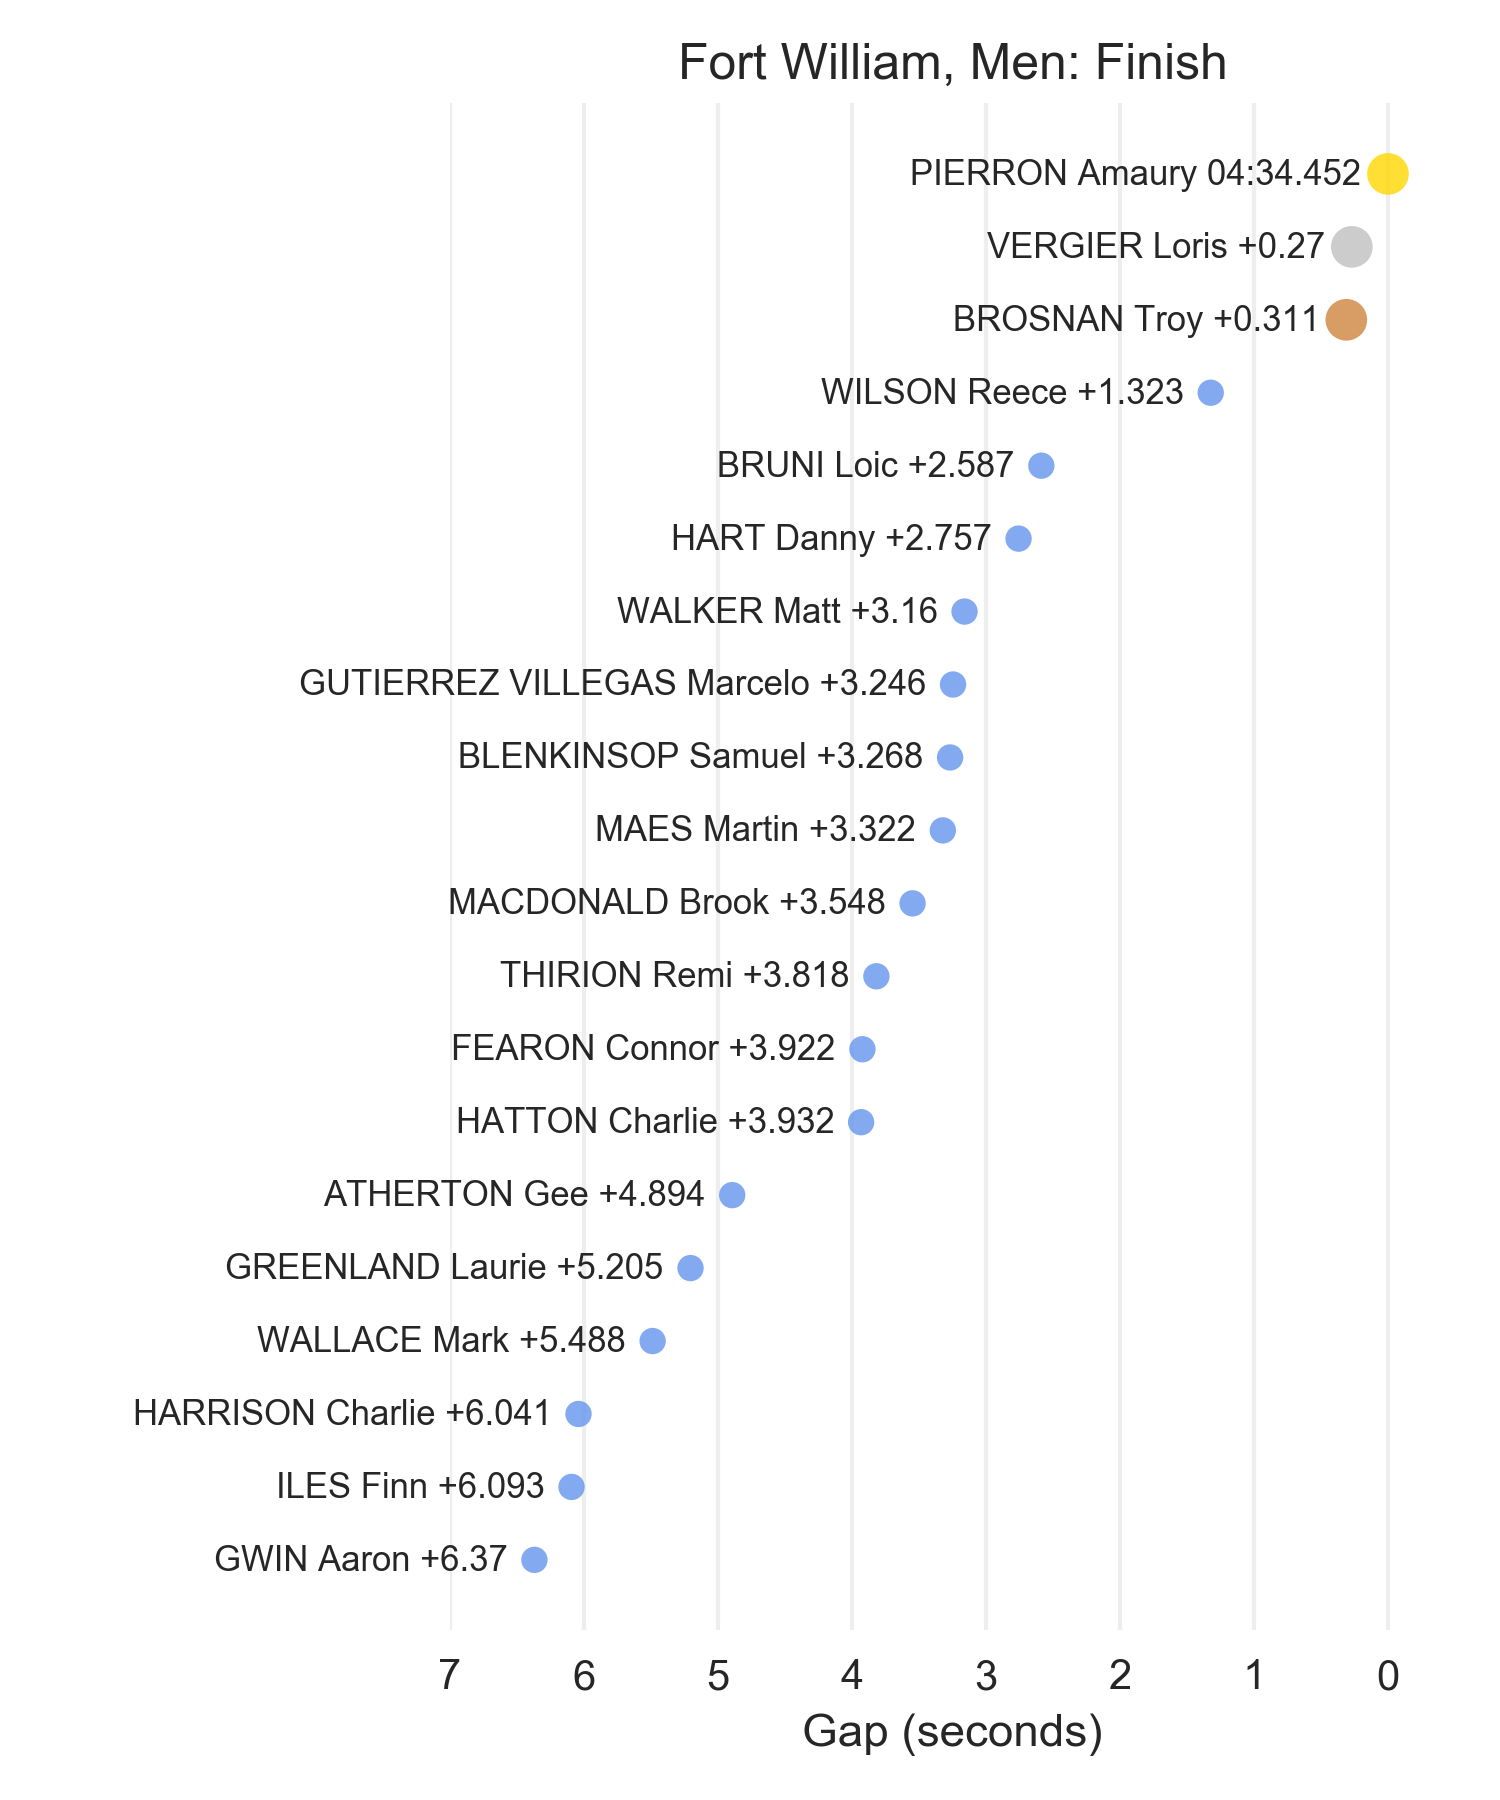 Fort William, Men: Finish
PIERRON Amaury 04:34.452
VERGIER Loris +0.27
BROSNAN Troy +0.311
WILSON Reece +1.323
BRUNI Loic +2.587
HART Danny +2.757
WALKER Matt +3.16
GUTIERREZ VILLEGAS Marcelo +3.246
BLENKINSOP Samuel +3.268
MAES Martin +3.322
MACDONALD Brook +3.548
THIRION Remi +3.818
FEARON Connor +3.922
HATTON Charlie +3.932
ATHERTON Gee +4.894
GREENLAND Laurie +5.205
WALLACE Mark +5.488
HARRISON Charlie +6.041
ILES Finn +6.093
GWIN Aaron +6.37
7 6 5 4 3 2 1 0
Gap (seconds)